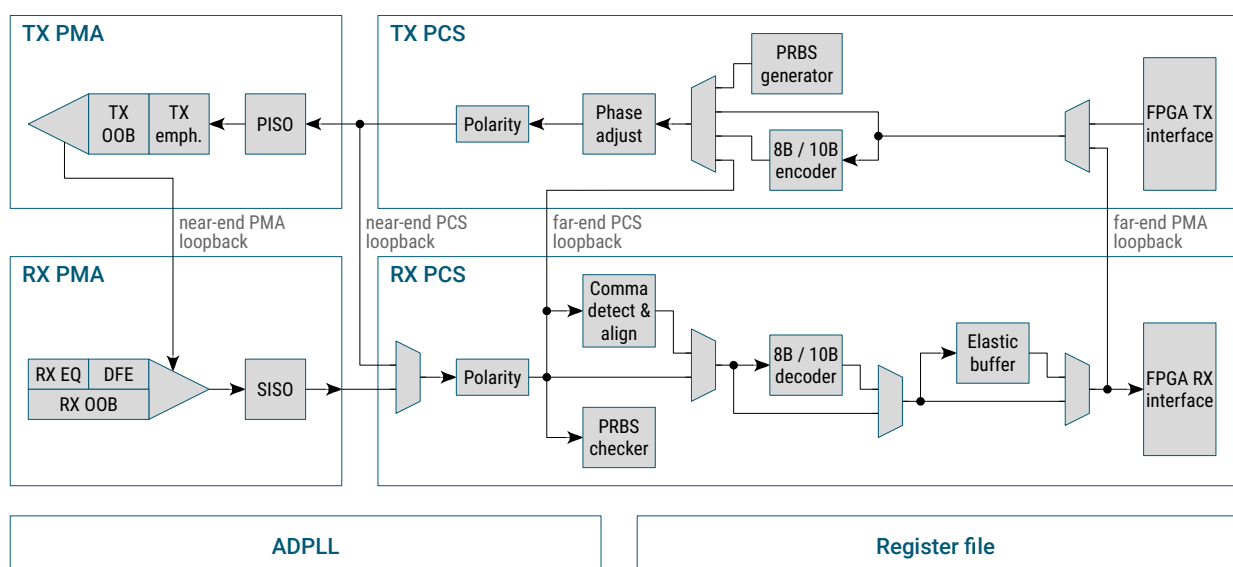 TX PMA
TX
OOB
TX
emph.
PISO
TX PCS
PRBS
generator
Polarity
Phase
adjust
8B / 10B
encoder
FPGA TX
interface
near-end PMA
loopback
near-end PCS
loopback
far-end PCS
loopback
far-end PMA
loopback
RX PMA
RX EQ
DFE
RX OOB
SISO
RX PCS
Polarity
Comma
detect &
align
PRBS
checker
8B / 10B
decoder
Elastic
buffer
FPGA RX
interface
ADPLL
Register file